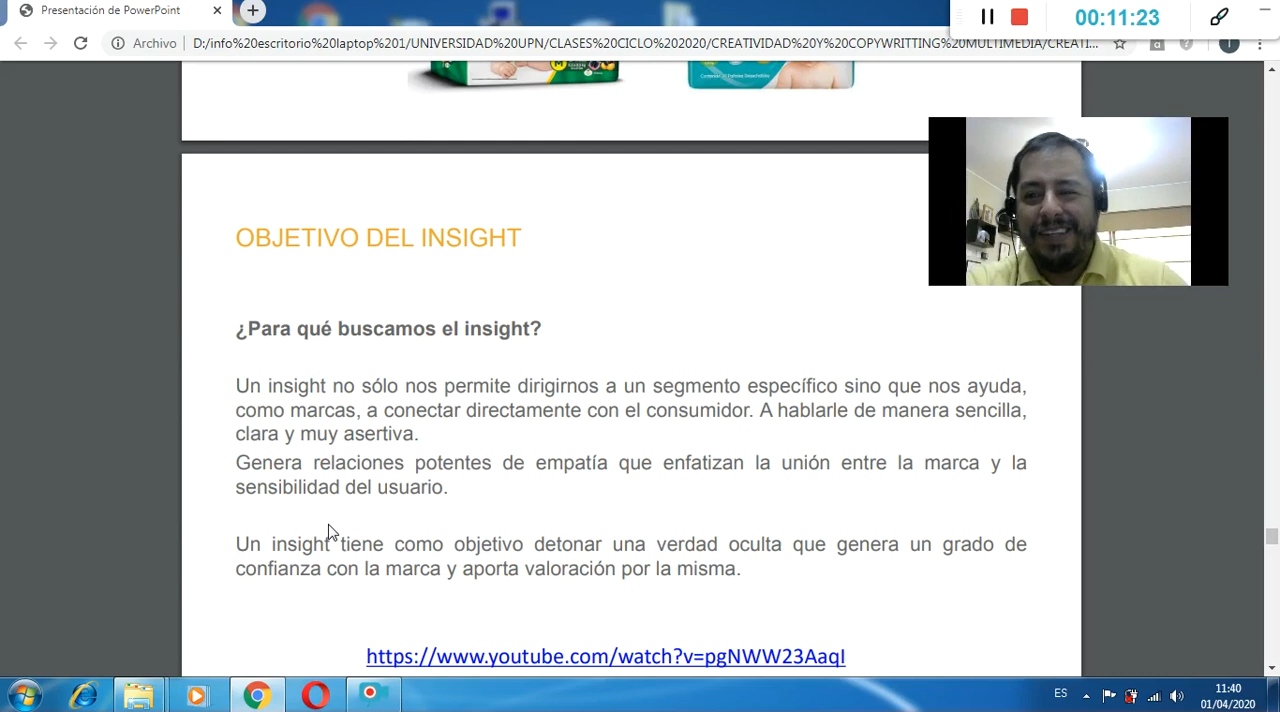 Presentación de PowerPoint
00:11:23
Archivo
D:/info%20escritorio%20laptop%201/UNIVERSIDAD%20UPN/CLASES%20CICLO%202020/CREATIVIDAD%20Y%20COPYWRITTING%20MULTIMEDIA/CREATI...
OBJETIVO DEL INSIGHT
¿Para qué buscamos el insight?
Un insight no sólo nos permite dirigirnos a un segmento específico sino que nos ayuda,
como marcas, a conectar directamente con el consumidor. A hablarle de manera sencilla,
clara y muy asertiva.
Genera relaciones potentes de empatía que enfatizan la unión entre la marca y la
sensibilidad del usuario.
Un insight tiene como objetivo detonar una verdad oculta que genera un grado de
confianza con la marca y aporta valoración por la misma.
https://www.youtube.com/watch?v=pgNWW23AaqI
ES
11:40
01/04/2020